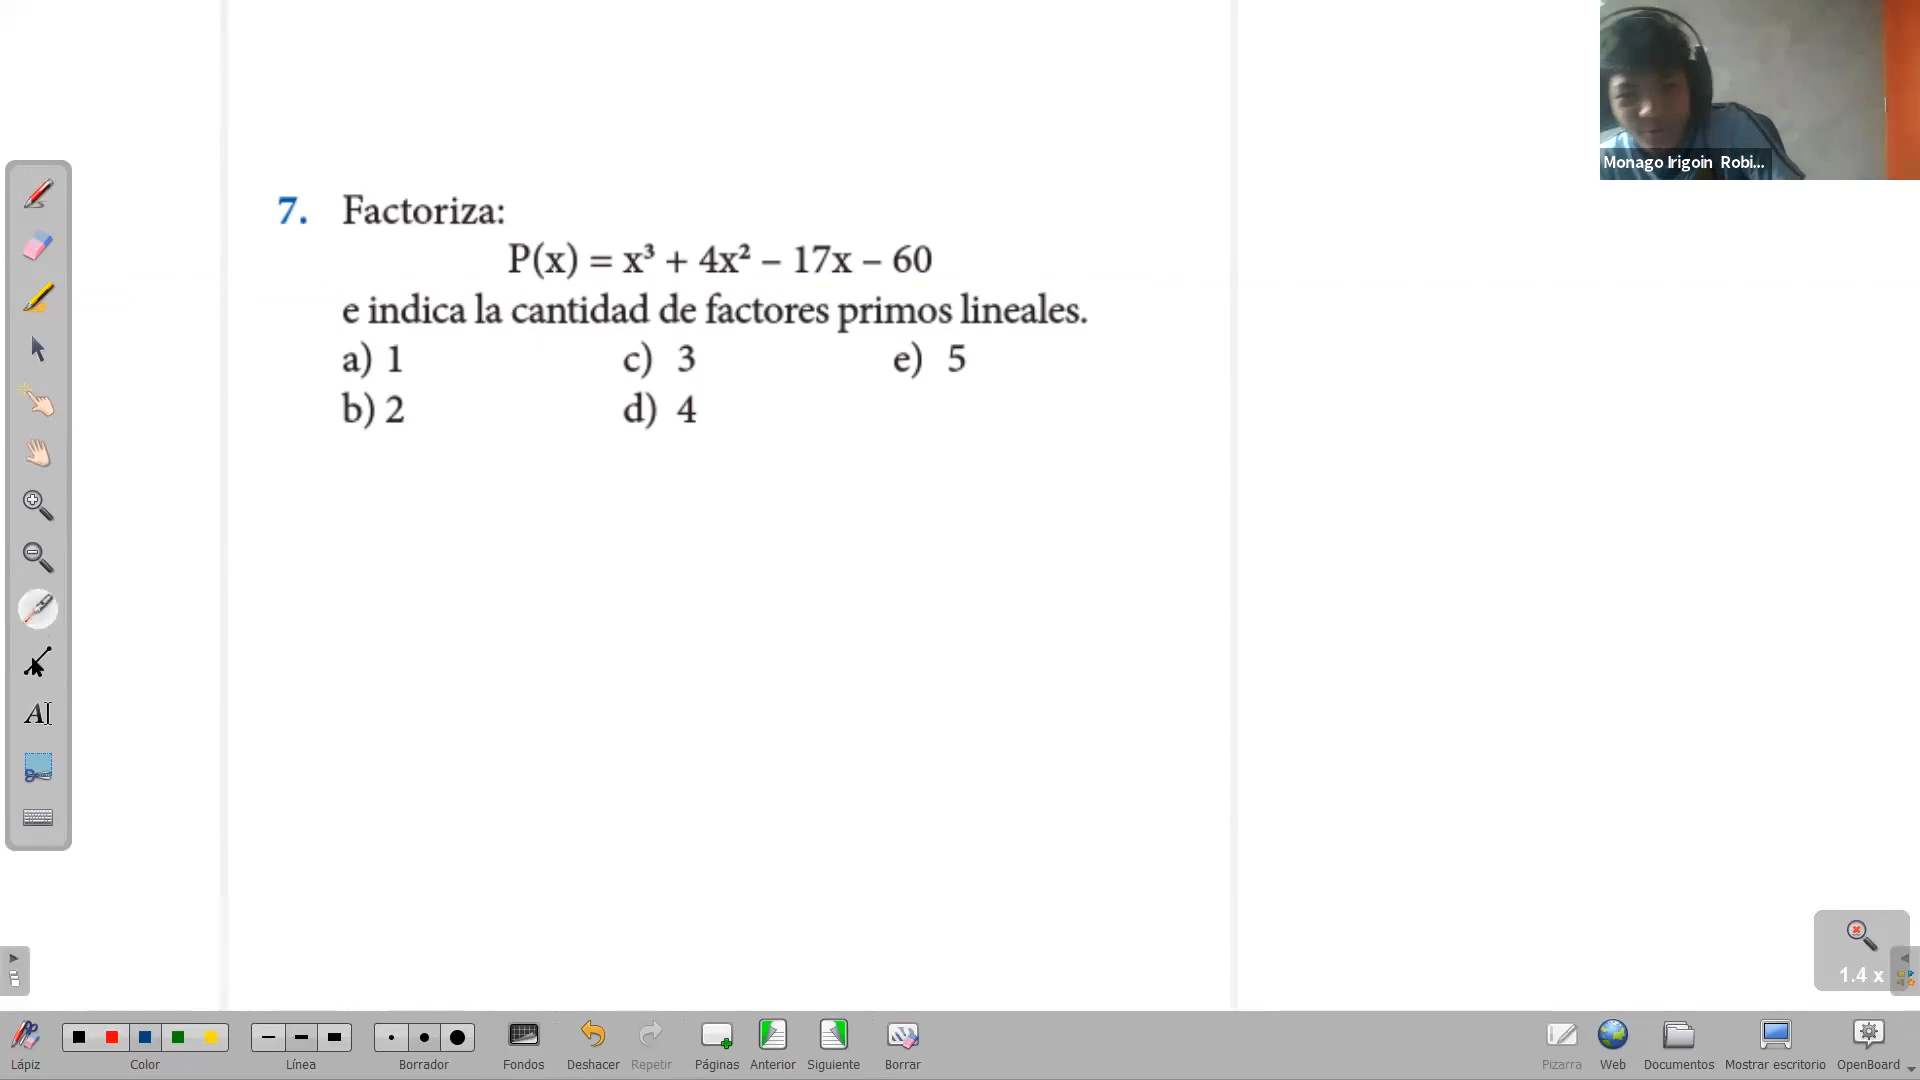 Monago Irigoin Robi...
7. Factoriza:
P(x) = x³ + 4x² – 17x – 60
e indica la cantidad de factores primos lineales.
a) 1 c) 3 e) 5
b) 2 d) 4
AI
1.4 x
Lápiz Color Línea Borrador Fondos Deshacer Repetir Páginas Anterior Siguiente Borrar Pizarra Web Documentos Mostrar escritorio OpenBoard